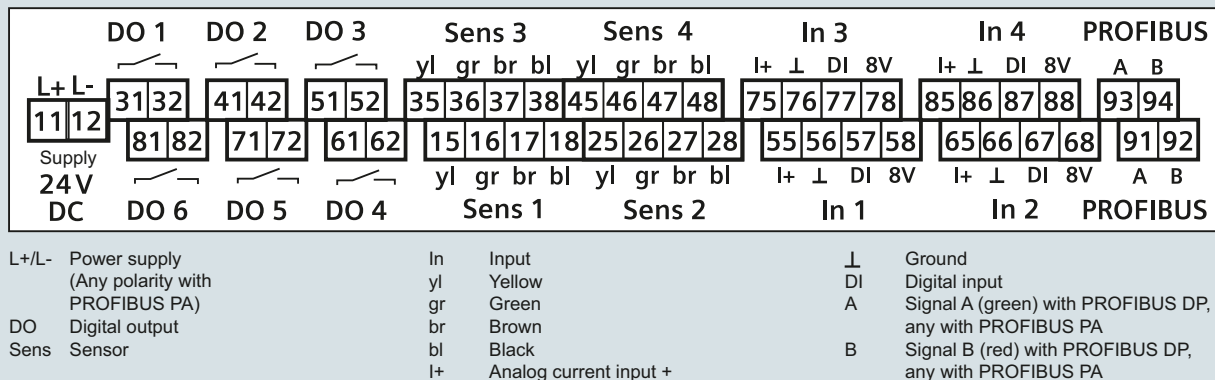 DO 1 DO 2 DO 3 Sens 3 Sens 4 In 3 In 4 PROFIBUS
yl gr br bl yl gr br bl I+ ⊥ DI 8V I+ ⊥ DI 8V A B
L+ L- 31 32 41 42 51 52 35 36 37 38 45 46 47 48 75 76 77 78 85 86 87 88 93 94
11 12 81 82 71 72 61 62 15 16 17 18 25 26 27 28 55 56 57 58 65 66 67 68 91 92
Supply
24 V yl gr br bl yl gr br bl I+ ⊥ DI 8V I+ ⊥ DI 8V A B
DC DO 6 DO 5 DO 4 Sens 1 Sens 2 In 1 In 2 PROFIBUS
L+/L- Power supply
(Any polarity with
PROFIBUS PA)
DO Digital output
Sens Sensor
In Input
yl Yellow
gr Green
br Brown
bl Black
I+ Analog current input +
⊥ Ground
DI Digital input
A Signal A (green) with PROFIBUS DP,
any with PROFIBUS PA
B Signal B (red) with PROFIBUS DP,
any with PROFIBUS PA